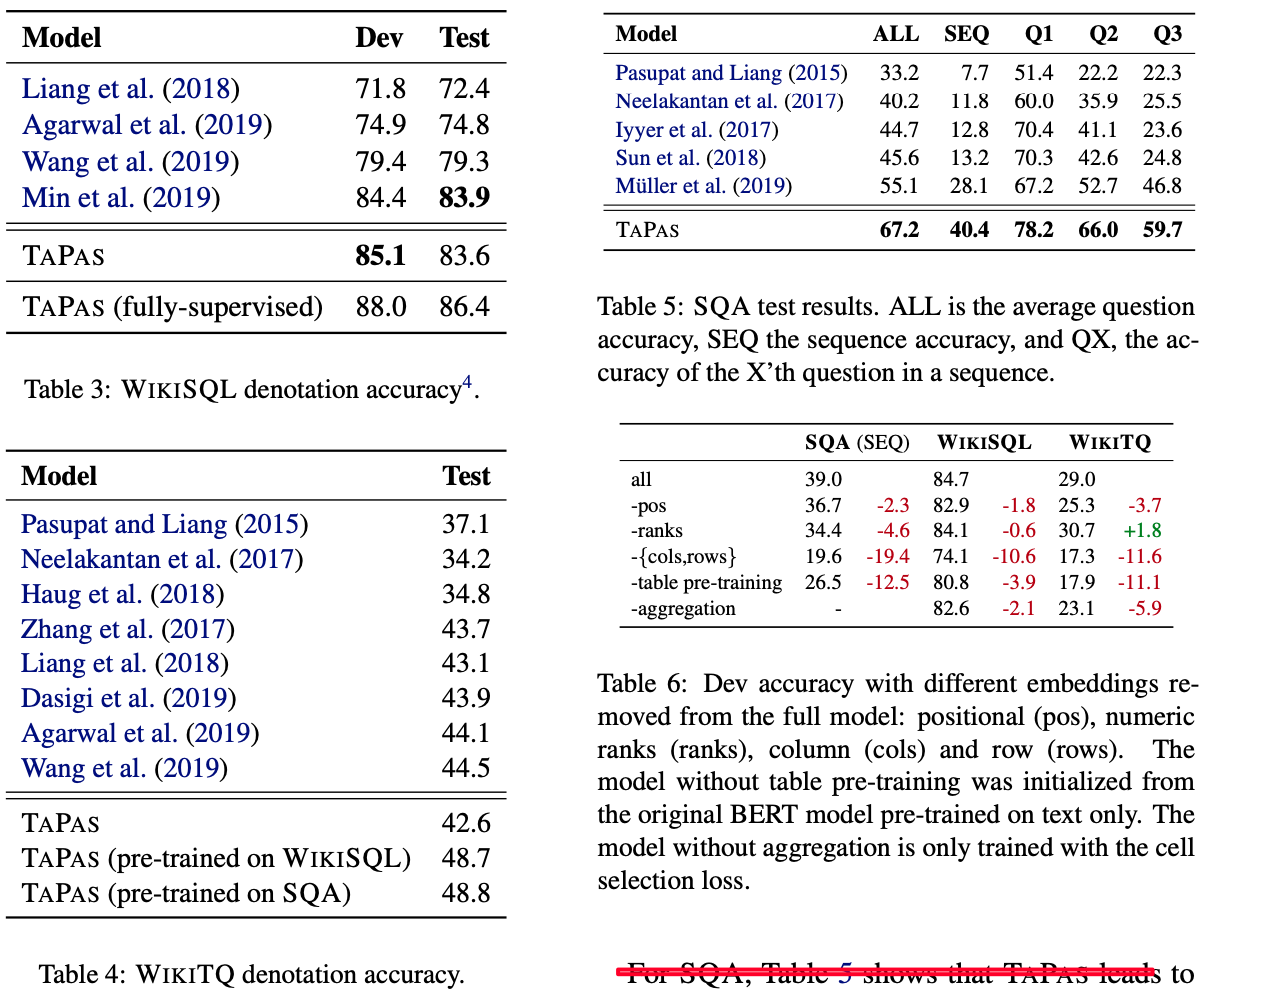 Model Dev Test
Liang et al. (2018) 71.8 72.4
Agarwal et al. (2019) 74.9 74.8
Wang et al. (2019) 79.4 79.3
Min et al. (2019) 84.4 83.9
TAPAS 85.1 83.6
TAPAS (fully-supervised) 88.0 86.4
Table 3: WIKISQL denotation accuracy4.
Model Test
Pasupat and Liang (2015) 37.1
Neelakantan et al. (2017) 34.2
Haug et al. (2018) 34.8
Zhang et al. (2017) 43.7
Liang et al. (2018) 43.1
Dasigi et al. (2019) 43.9
Agarwal et al. (2019) 44.1
Wang et al. (2019) 44.5
TAPAS 42.6
TAPAS (pre-trained on WIKISQL) 48.7
TAPAS (pre-trained on SQA) 48.8
Table 4: WIKITQ denotation accuracy.
Model ALL SEQ Q1 Q2 Q3
Pasupat and Liang (2015) 33.2 7.7 51.4 22.2 22.3
Neelakantan et al. (2017) 40.2 11.8 60.0 35.9 25.5
Iyyer et al. (2017) 44.7 12.8 70.4 41.1 23.6
Sun et al. (2018) 45.6 13.2 70.3 42.6 24.8
Müller et al. (2019) 55.1 28.1 67.2 52.7 46.8
TAPAS 67.2 40.4 78.2 66.0 59.7
Table 5: SQA test results. ALL is the average question
accuracy, SEQ the sequence accuracy, and QX, the ac-
curacy of the X'th question in a sequence.
SQA (SEQ) WIKISQL WIKITQ
all 39.0 84.7 29.0
-pos 36.7 -2.3 82.9 -1.8 25.3 -3.7
-ranks 34.4 -4.6 84.1 -0.6 30.7 +1.8
-{cols,rows} 19.6 -19.4 74.1 -10.6 17.3 -11.6
-table pre-training 26.5 -12.5 80.8 -3.9 17.9 -11.1
-aggregation - 82.6 -2.1 23.1 -5.9
Table 6: Dev accuracy with different embeddings re-
moved from the full model: positional (pos), numeric
ranks (ranks), column (cols) and row (rows). The
model without table pre-training was initialized from
the original BERT model pre-trained on text only. The
model without aggregation is only trained with the cell
selection loss.
For SQA, Table 5 shows that TAPAS leads to